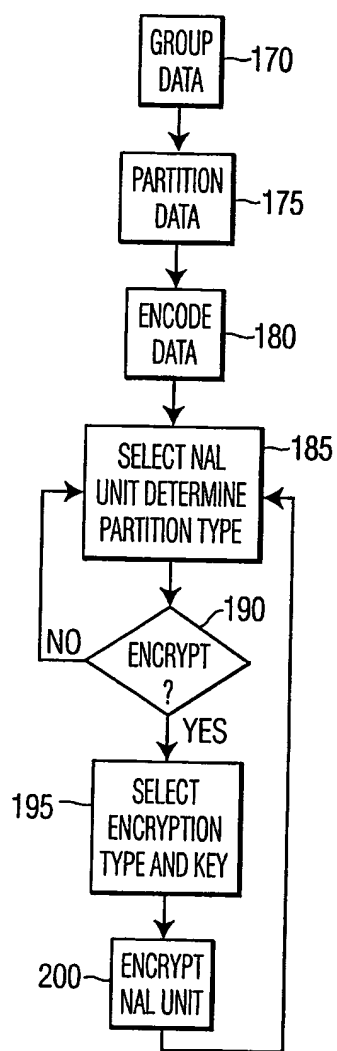 GROUP
DATA
170
PARTITION
DATA
175
ENCODE
DATA
180
SELECT NAL
UNIT DETERMINE
PARTITION TYPE
185
190
NO
ENCRYPT
?
YES
195
SELECT
ENCRYPTION
TYPE AND KEY
200
ENCRYPT
NAL UNIT